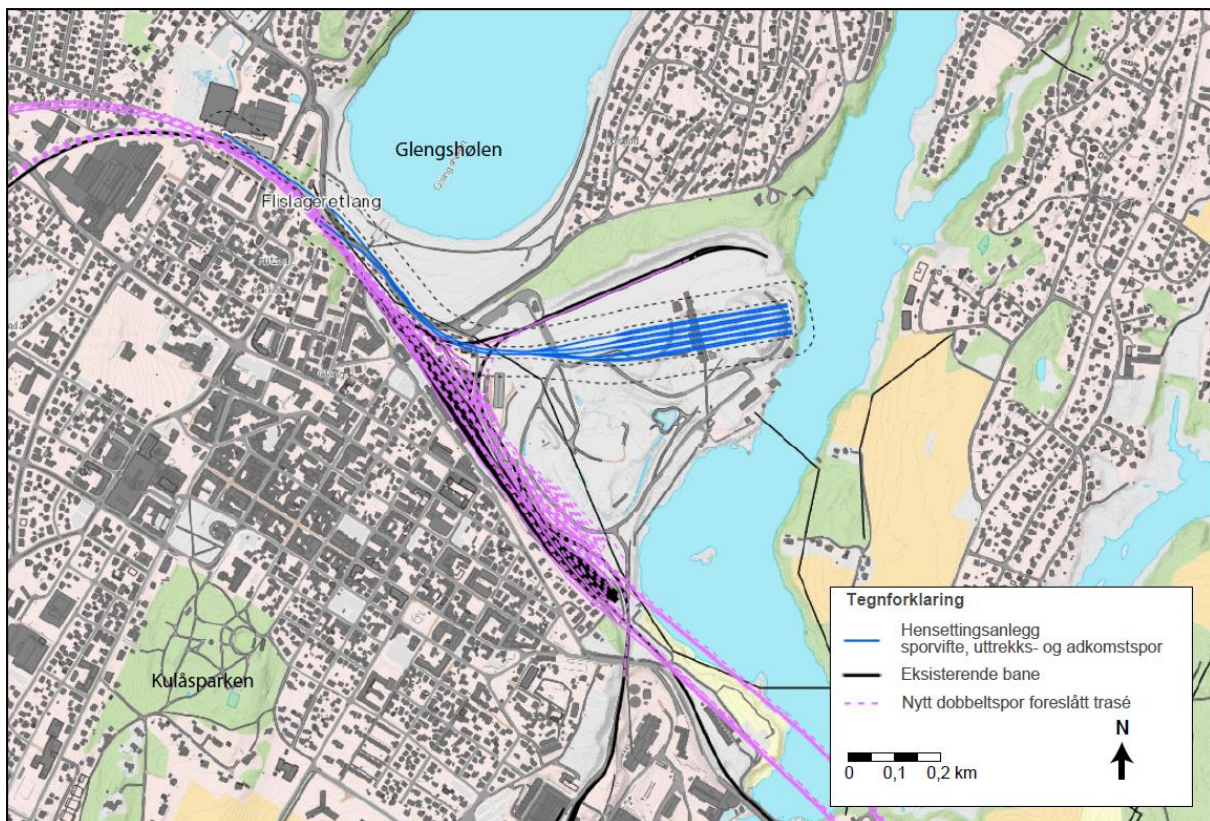 Glengshølen
Flislageretlang
Kulåsparken
Tegnforklaring
Hensettingsanlegg
sporvifte, uttrekks- og adkomstspor
Eksisterende bane
Nytt dobbeltspor foreslått trasé
N
0 0,1 0,2 km